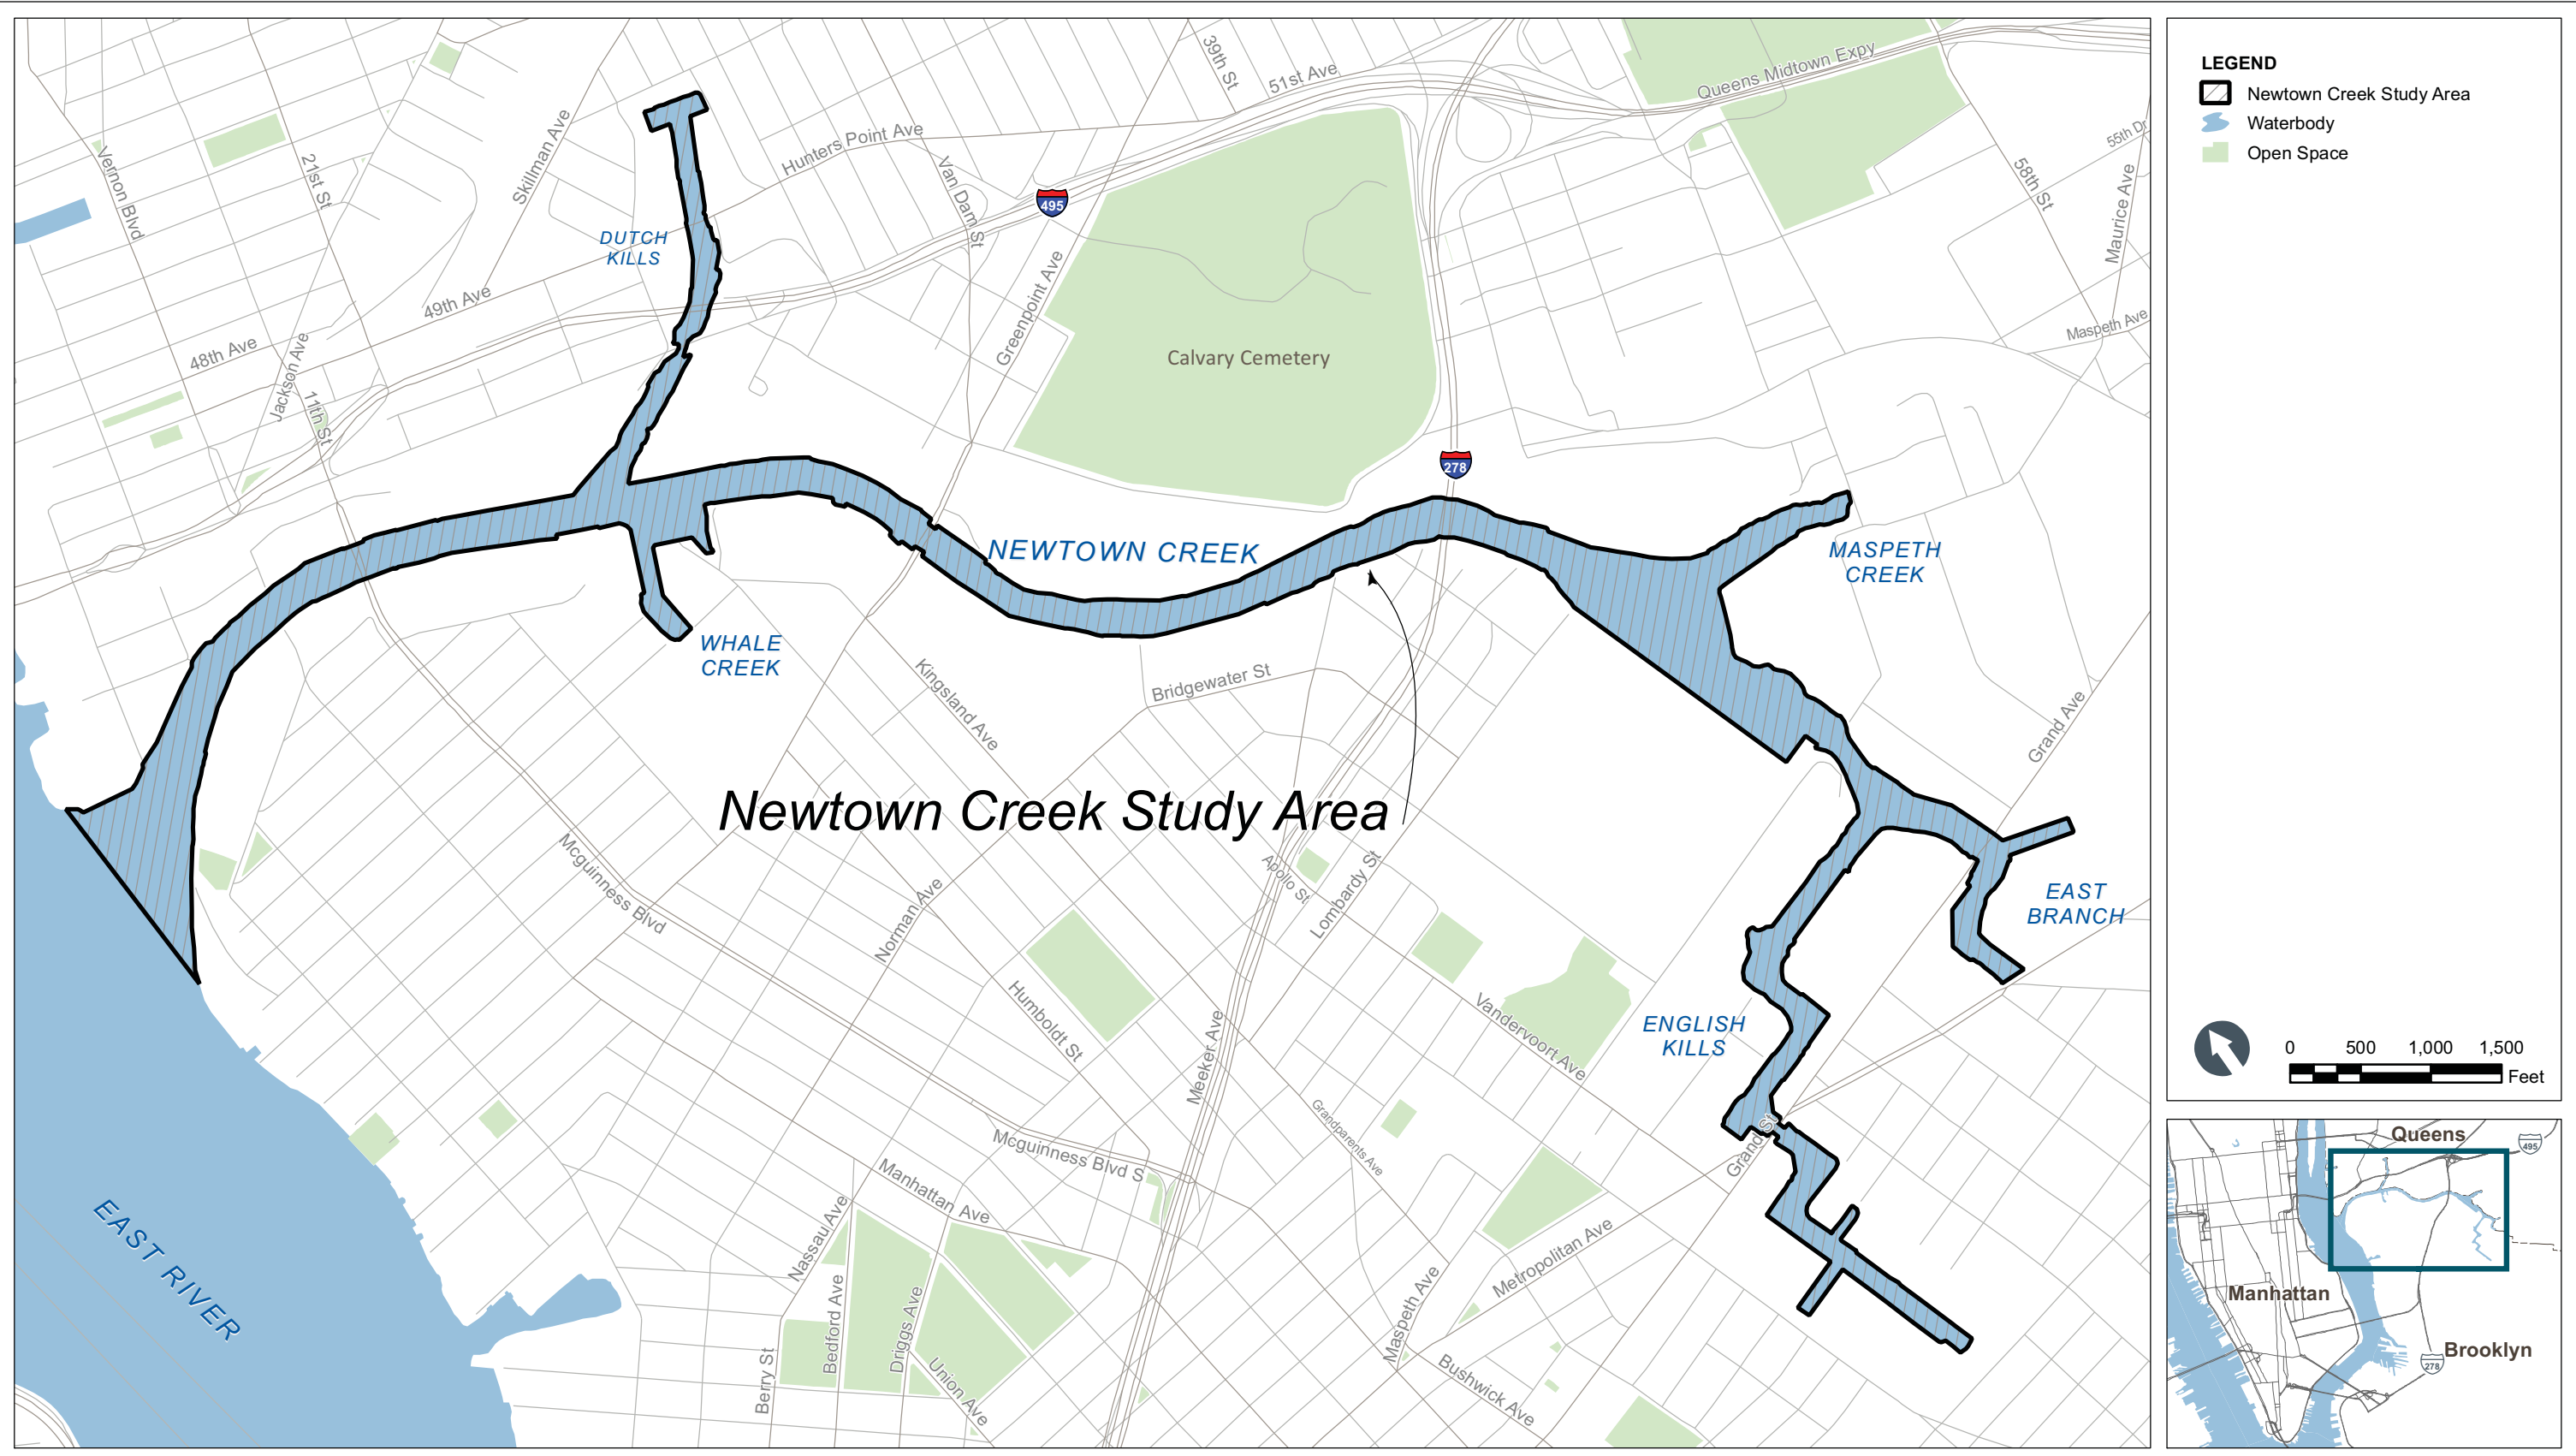 39th St
51st Ave
Queens Midtown Expy
Vernon Blvd
21st St
Skillman Ave
Hunters Point Ave
Van Dam St
495
55th Dr
58th St
Maurice Ave
DUTCH
KILLS
49th Ave
48th Ave
Jackson Ave
11th St
Greenpoint Ave
Calvary Cemetery
Maspeth Ave
278
NEWTOWN CREEK
MASPETH
CREEK
WHALE
CREEK
Kingsland Ave
Bridgewater St
Grand Ave
Newtown Creek Study Area
Mcguinness Blvd
Norman Ave
Apollo St
Lombardy St
EAST
BRANCH
Humboldt St
Meeker Ave
Vandervoort Ave
ENGLISH
KILLS
Grandparents Ave
Mcguinness Blvd S
Manhattan Ave
Grand St
Nassau Ave
Metropolitan Ave
EAST RIVER
Bedford Ave
Driggs Ave
Maspeth Ave
Berry St
Union Ave
Bushwick Ave
LEGEND
Newtown Creek Study Area
Waterbody
Open Space
0 500 1,000 1,500
Feet
Queens
495
Manhattan
Brooklyn
278